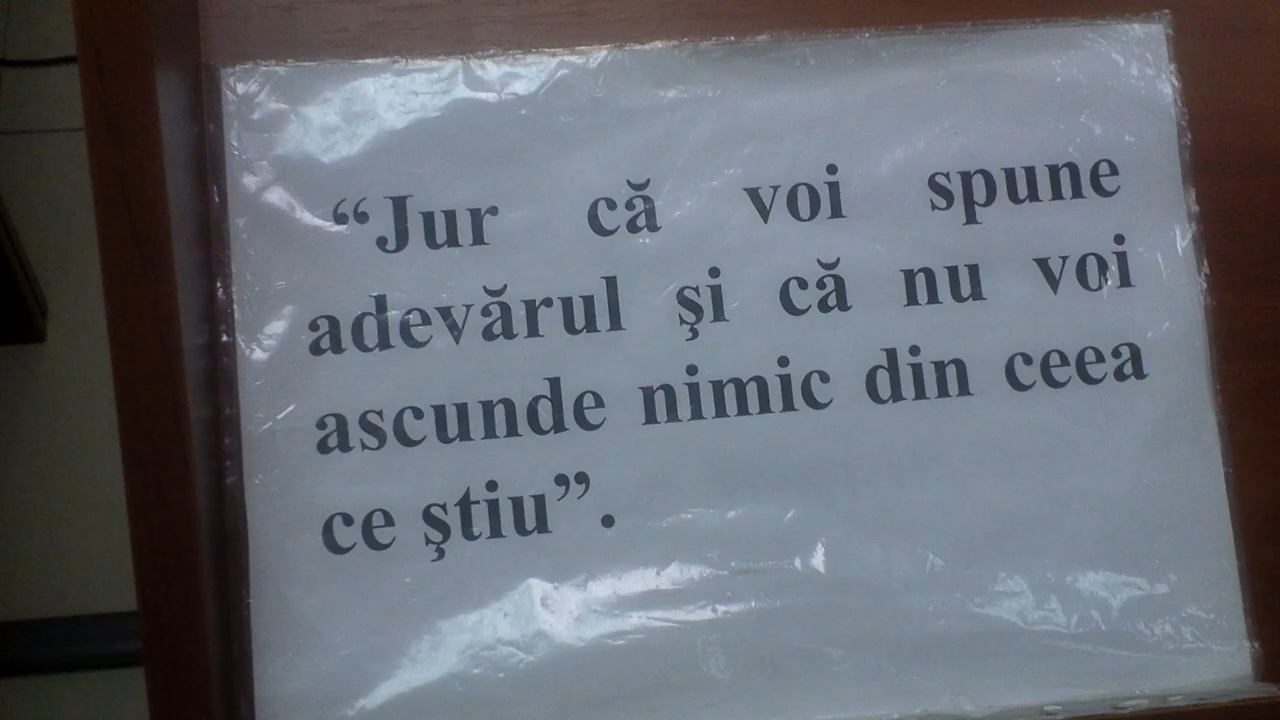 “Jur că voi spune
adevărul şi că nu voi
ascunde nimic din ceea
ce ştiu”.